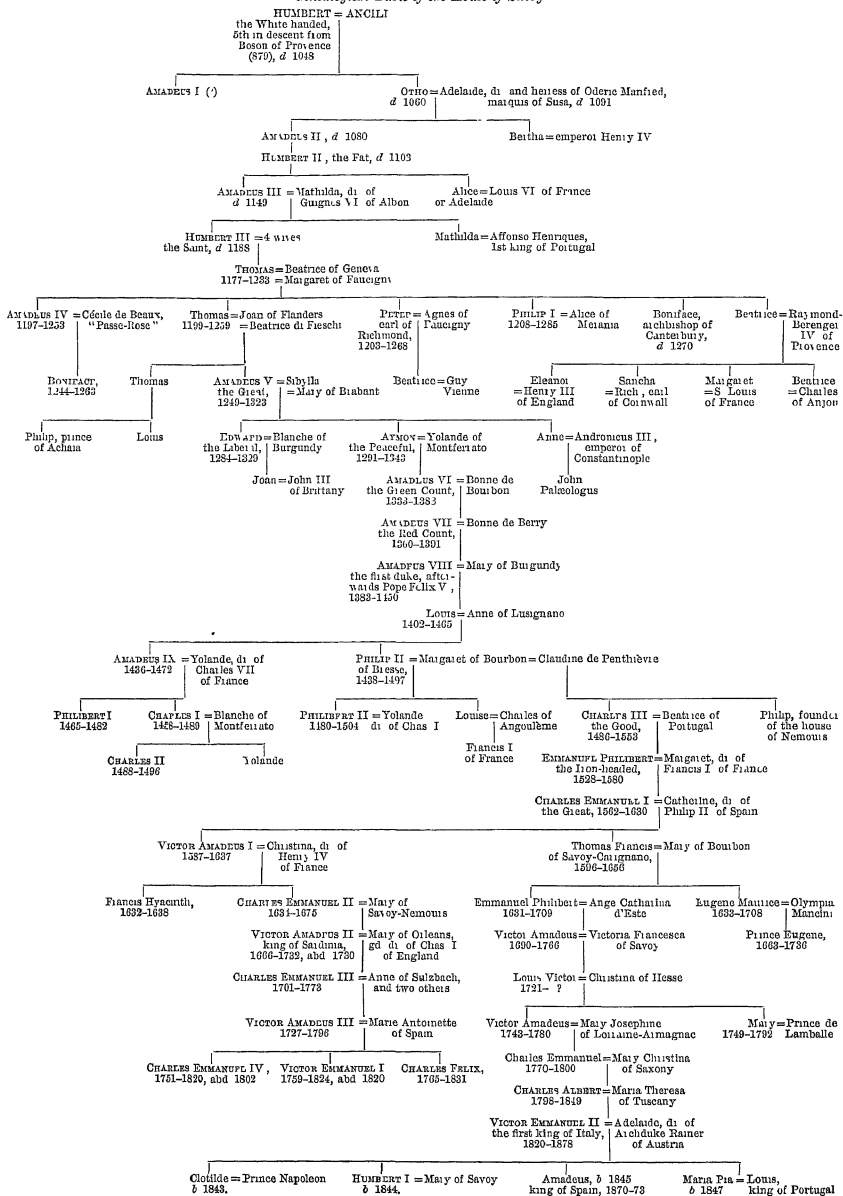 HUMBERT = ANCILI
the White handed,
5th in descent from
Boson of Provence
(879), d 1048
AMADEUS I (?)
OTHO = Adelaide, di and heiress of Oderic Manfred,
d 1060 marquis of Susa, d 1091
AMADEUS II, d 1080
Bertha = emperor Henry IV
HUMBERT II, the Fat, d 1103
AMADEUS III = Mathilda, di of
d 1149 Guignes VI of Albon
Alice = Louis VI of France
or Adelaide
HUMBERT III = 4 wives
the Saint, d 1188
Mathilda = Affonso Henriques,
1st king of Portugal
THOMAS = Beatrice of Geneva
1177-1233 = Margaret of Faucigny
AMADEUS IV = Cécile de Beaux,
1197-1253 "Passe-Rose"
Thomas = Joan of Flanders
1199-1259 = Beatrice di Fieschi
PETER = Agnes of
earl of Faucigny
Richmond,
1203-1268
PHILIP I = Alice of
1208-1285 Merania
Boniface,
archbishop of
Canterbury,
d 1270
Beatrice = Raymond-
Berenger
IV of
Provence
BONIFACE,
1244-1263
Thomas
AMADEUS V = Sibylla
the Great, = Mary of Brabant
1249-1323
Beatrice = Guy
Vienne
Eleanor
= Henry III
of England
Sancha
= Rich, earl
of Cornwall
Margaret
= S Louis
of France
Beatrice
= Charles
of Anjou
Philip, prince
of Achaia
Louis
EDWARD = Blanche of
the Liberal, Burgundy
1284-1329
AYMON = Yolande of
the Peaceful, Montferrato
1291-1343
Anne = Andronicus III,
emperor of
Constantinople
Joan = John III
of Brittany
AMADEUS VI = Bonne de
the Green Count, Bourbon
1333-1383
John
Palæologus
AMADEUS VII = Bonne de Berry
the Red Count,
1360-1391
AMADEUS VIII = Mary of Burgundy
the first duke, after-
wards Pope Felix V,
1383-1450
LOUIS = Anne of Lusignano
1402-1465
AMADEUS IX = Yolande, di of
1436-1472 Charles VII
of France
PHILIP II = Margaret of Bourbon = Claudine de Penthièvre
of Bresse,
1438-1497
PHILIBERT I
1465-1482
CHARLES I = Blanche of
1468-1489 Montferrato
PHILIBERT II = Yolande
1480-1504 di of Chas I
Louise = Charles of
Angoulême
CHARLES III = Beatrice of
the Good, Portugal
1486-1553
Philip, founder
of the house
of Nemours
CHARLES II
1488-1496
Yolande
Francis I
of France
EMMANUEL PHILIBERT = Margaret, di of
the Iron-headed, Francis I of France
1528-1580
CHARLES EMMANUEL I = Catherine, di of
the Great, 1562-1630 Philip II of Spain
VICTOR AMADEUS I = Christina, di of
1587-1637 Henry IV
of France
Thomas Francis = Mary of Bourbon
of Savoy-Carignano,
1596-1656
Francis Hyacinth,
1632-1638
CHARLES EMMANUEL II = Mary of
1634-1675 Savoy-Nemours
Emmanuel Philibert = Ange Catharina
1631-1709 d'Este
Eugene Maurice = Olympia
1633-1708 Mancini
VICTOR AMADEUS II = Mary of Orleans,
king of Sardinia, gd di of Chas I
1666-1732, abd 1730 of England
Victor Amadeus = Victoria Francesca
1690-1766 of Savoy
Prince Eugene,
1663-1736
CHARLES EMMANUEL III = Anne of Sulzbach,
1701-1773 and two others
Louis Victor = Christina of Hesse
1721- ?
VICTOR AMADEUS III = Marie Antoinette
1727-1796 of Spain
Victor Amadeus = Mary Josephine
1743-1780 of Lorraine-Armagnac
Mary = Prince de
1749-1792 Lamballe
CHARLES EMMANUEL IV,
1751-1820, abd 1802
VICTOR EMMANUEL I
1759-1824, abd 1820
CHARLES FELIX,
1765-1831
Charles Emmanuel = Mary Christina
1770-1800 of Saxony
CHARLES ALBERT = Maria Theresa
1798-1849 of Tuscany
VICTOR EMMANUEL II = Adelaide, di of
the first king of Italy, Archduke Rainer
1820-1878 of Austria
Clotilde = Prince Napoleon
b 1843.
HUMBERT I = Mary of Savoy
b 1844.
Amadeus, b 1845
king of Spain, 1870-73
Maria Pia = Louis,
b 1847 king of Portugal